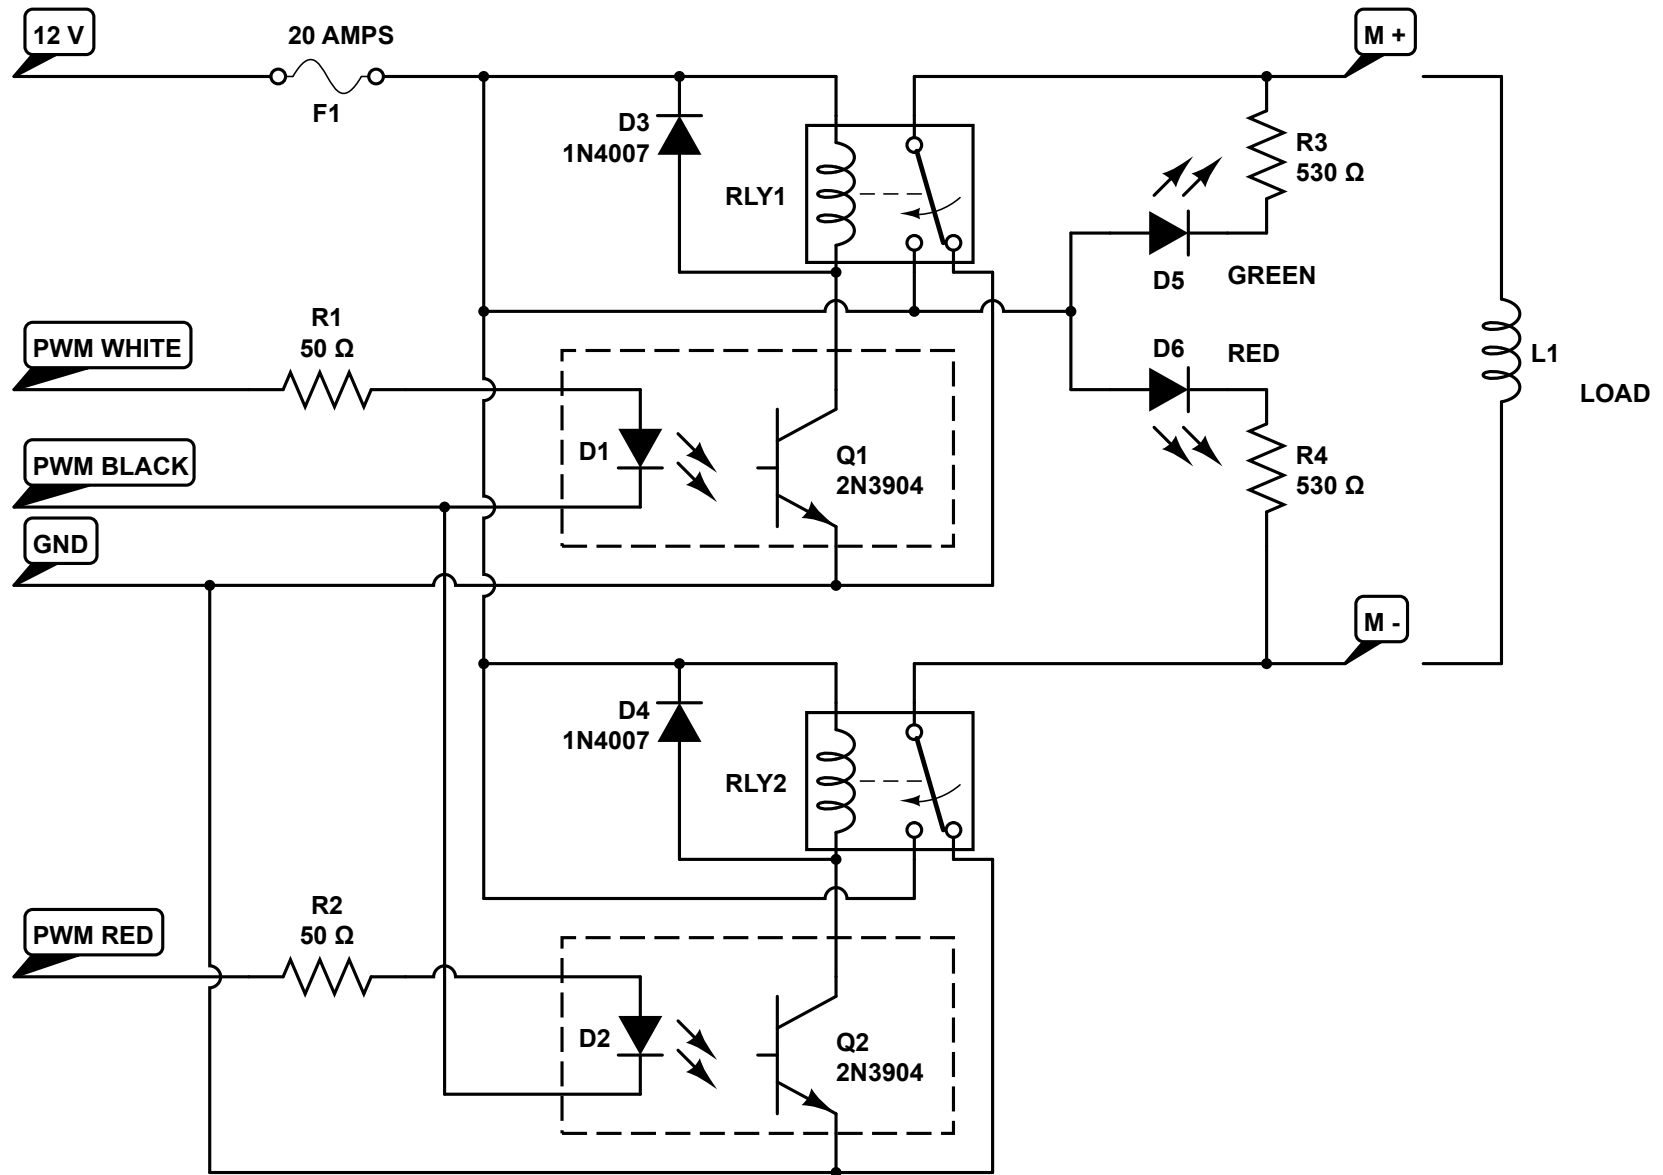 12 V
20 AMPS
F1
M +
D3
1N4007
R3
530 Ω
RLY1
D5
GREEN
PWM WHITE
R1
50 Ω
D6
RED
L1
LOAD
PWM BLACK
D1
Q1
2N3904
R4
530 Ω
GND
M -
D4
1N4007
RLY2
PWM RED
R2
50 Ω
D2
Q2
2N3904